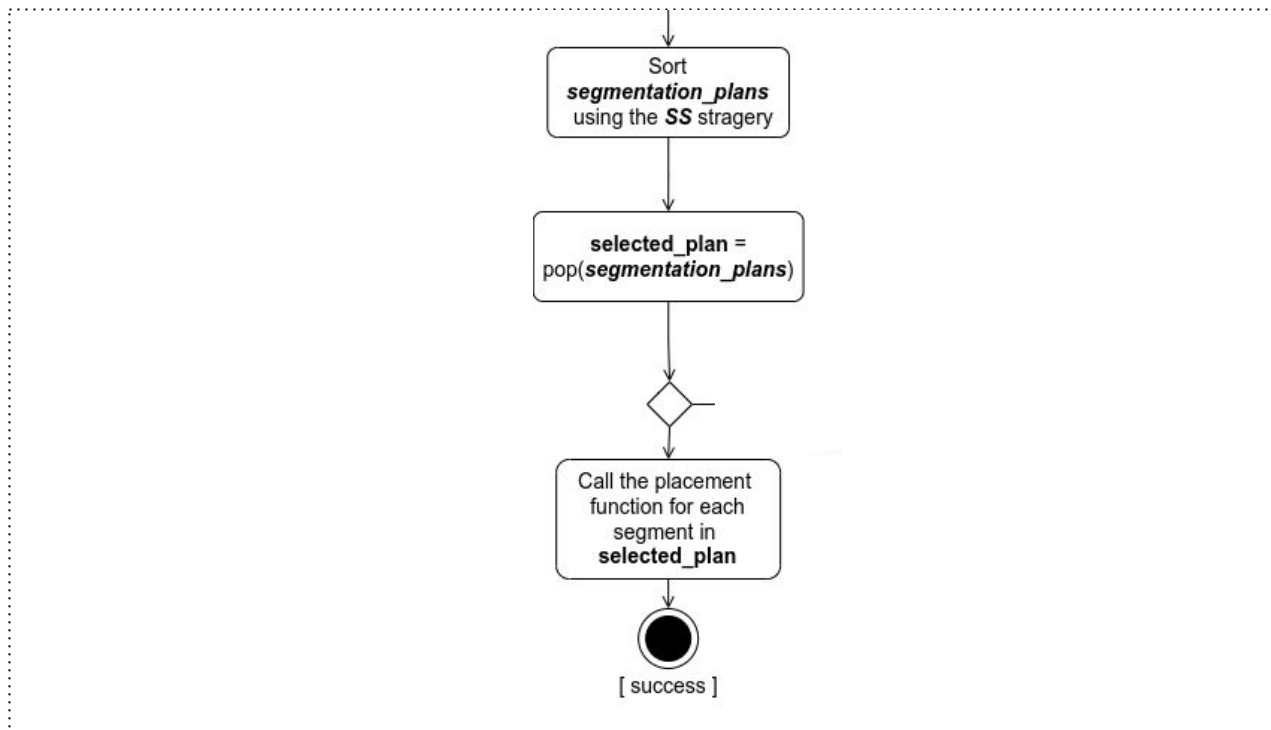 Sort
segmentation_plans
using the SS stragery
selected_plan =
pop(segmentation_plans)
Call the placement
function for each
segment in
selected_plan
[ success ]